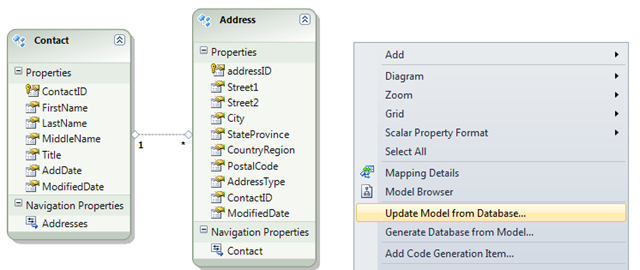 Contact
Properties
ContactID
FirstName
LastName
MiddleName
Title
AddDate
ModifiedDate
Navigation Properties
Addresses
1
*
Address
Properties
addressID
Street1
Street2
City
StateProvince
CountryRegion
PostalCode
AddressType
ContactID
ModifiedDate
Navigation Properties
Contact
Add
Diagram
Zoom
Grid
Scalar Property Format
Select All
Mapping Details
Model Browser
Update Model from Database...
Generate Database from Model...
Add Code Generation Item...